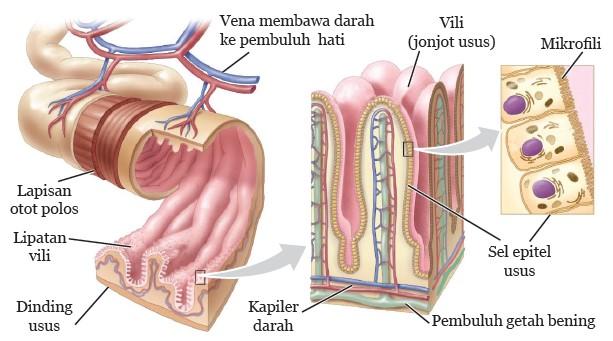 Vena membawa darah
ke pembuluh hati
Vili
(jonjot usus)
Mikrofili
Lapisan
otot polos
Lipatan
vili
Dinding
usus
Kapiler
darah
Sel epitel
usus
Pembuluh getah bening